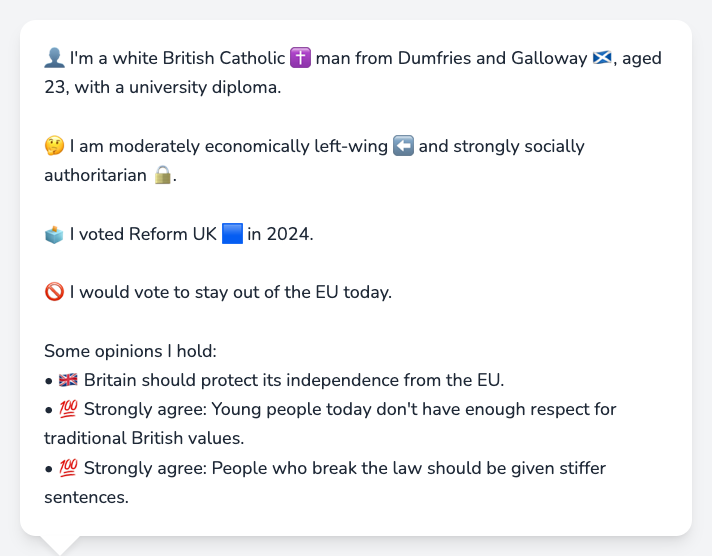 👤 I'm a white British Catholic ✝️ man from Dumfries and Galloway 🏴󠁧󠁢󠁳󠁣󠁴󠁿, aged
23, with a university diploma.
🤔 I am moderately economically left-wing ⬅️ and strongly socially
authoritarian 🔒.
🗳️ I voted Reform UK 🟦 in 2024.
🚫 I would vote to stay out of the EU today.
Some opinions I hold:
• 🇬🇧 Britain should protect its independence from the EU.
• 💯 Strongly agree: Young people today don't have enough respect for
traditional British values.
• 💯 Strongly agree: People who break the law should be given stiffer
sentences.